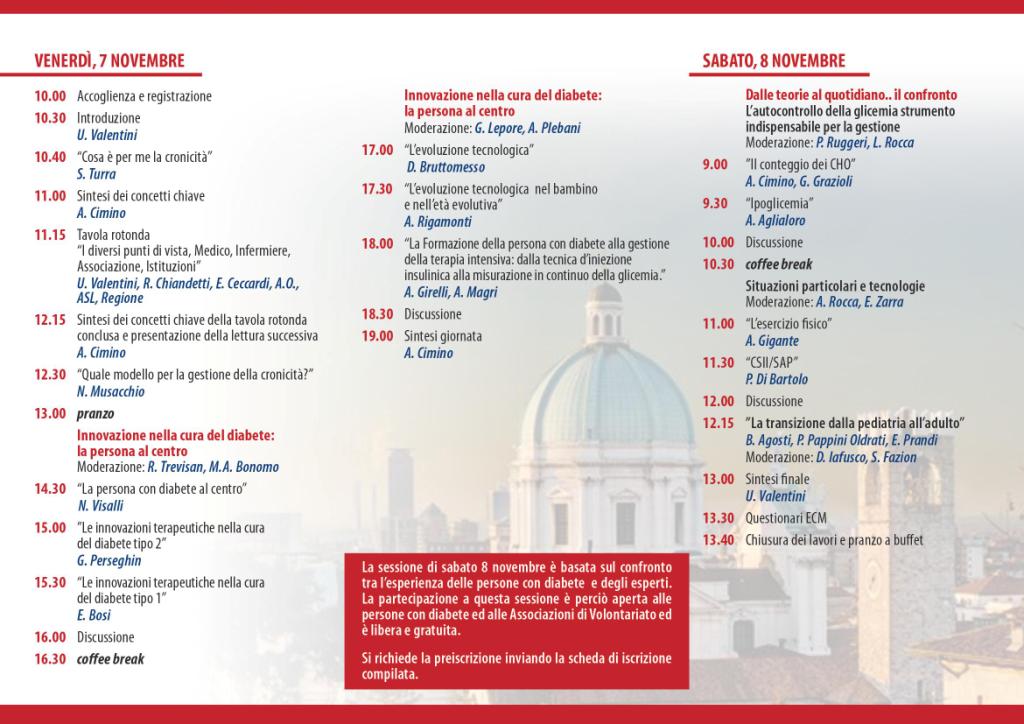 VENERDÌ, 7 NOVEMBRE
10.00 Accoglienza e registrazione
10.30 Introduzione
U. Valentini
10.40 “Cosa è per me la cronicità”
S. Turra
11.00 Sintesi dei concetti chiave
A. Cimino
11.15 Tavola rotonda
“I diversi punti di vista, Medico, Infermiere,
Associazione, Istituzioni”
U. Valentini, R. Chiandetti, E. Ceccardi, A.O.,
ASL, Regione
12.15 Sintesi dei concetti chiave della tavola rotonda
conclusa e presentazione della lettura successiva
A. Cimino
12.30 “Quale modello per la gestione della cronicità?”
N. Musacchio
13.00 pranzo
Innovazione nella cura del diabete:
la persona al centro
Moderazione: R. Trevisan, M.A. Bonomo
14.30 “La persona con diabete al centro”
N. Visalli
15.00 “Le innovazioni terapeutiche nella cura
del diabete tipo 2”
G. Perseghin
15.30 “Le innovazioni terapeutiche nella cura
del diabete tipo 1”
E. Bosi
16.00 Discussione
16.30 coffee break
Innovazione nella cura del diabete:
la persona al centro
Moderazione: G. Lepore, A. Plebani
17.00 “L’evoluzione tecnologica”
D. Bruttomesso
17.30 “L’evoluzione tecnologica nel bambino
e nell’età evolutiva”
A. Rigamonti
18.00 “La Formazione della persona con diabete alla gestione
della terapia intensiva: dalla tecnica d’iniezione
insulinica alla misurazione in continuo della glicemia.”
A. Girelli, A. Magri
18.30 Discussione
19.00 Sintesi giornata
A. Cimino
La sessione di sabato 8 novembre è basata sul confronto
tra l’esperienza delle persone con diabete e degli esperti.
La partecipazione a questa sessione è perciò aperta alle
persone con diabete ed alle Associazioni di Volontariato ed
è libera e gratuita.
Si richiede la preiscrizione inviando la scheda di iscrizione
compilata.
SABATO, 8 NOVEMBRE
Dalle teorie al quotidiano.. il confronto
L’autocontrollo della glicemia strumento
indispensabile per la gestione
Moderazione: P. Ruggeri, L. Rocca
9.00 ”Il conteggio dei CHO”
A. Cimino, G. Grazioli
9.30 “Ipoglicemia”
A. Aglialoro
10.00 Discussione
10.30 coffee break
Situazioni particolari e tecnologie
Moderazione: A. Rocca, E. Zarra
11.00 “L’esercizio fisico”
A. Gigante
11.30 “CSII/SAP”
P. Di Bartolo
12.00 Discussione
12.15 ”La transizione dalla pediatria all’adulto”
B. Agosti, P. Pappini Oldrati, E. Prandi
Moderazione: D. Iafusco, S. Fazion
13.00 Sintesi finale
U. Valentini
13.30 Questionari ECM
13.40 Chiusura dei lavori e pranzo a buffet